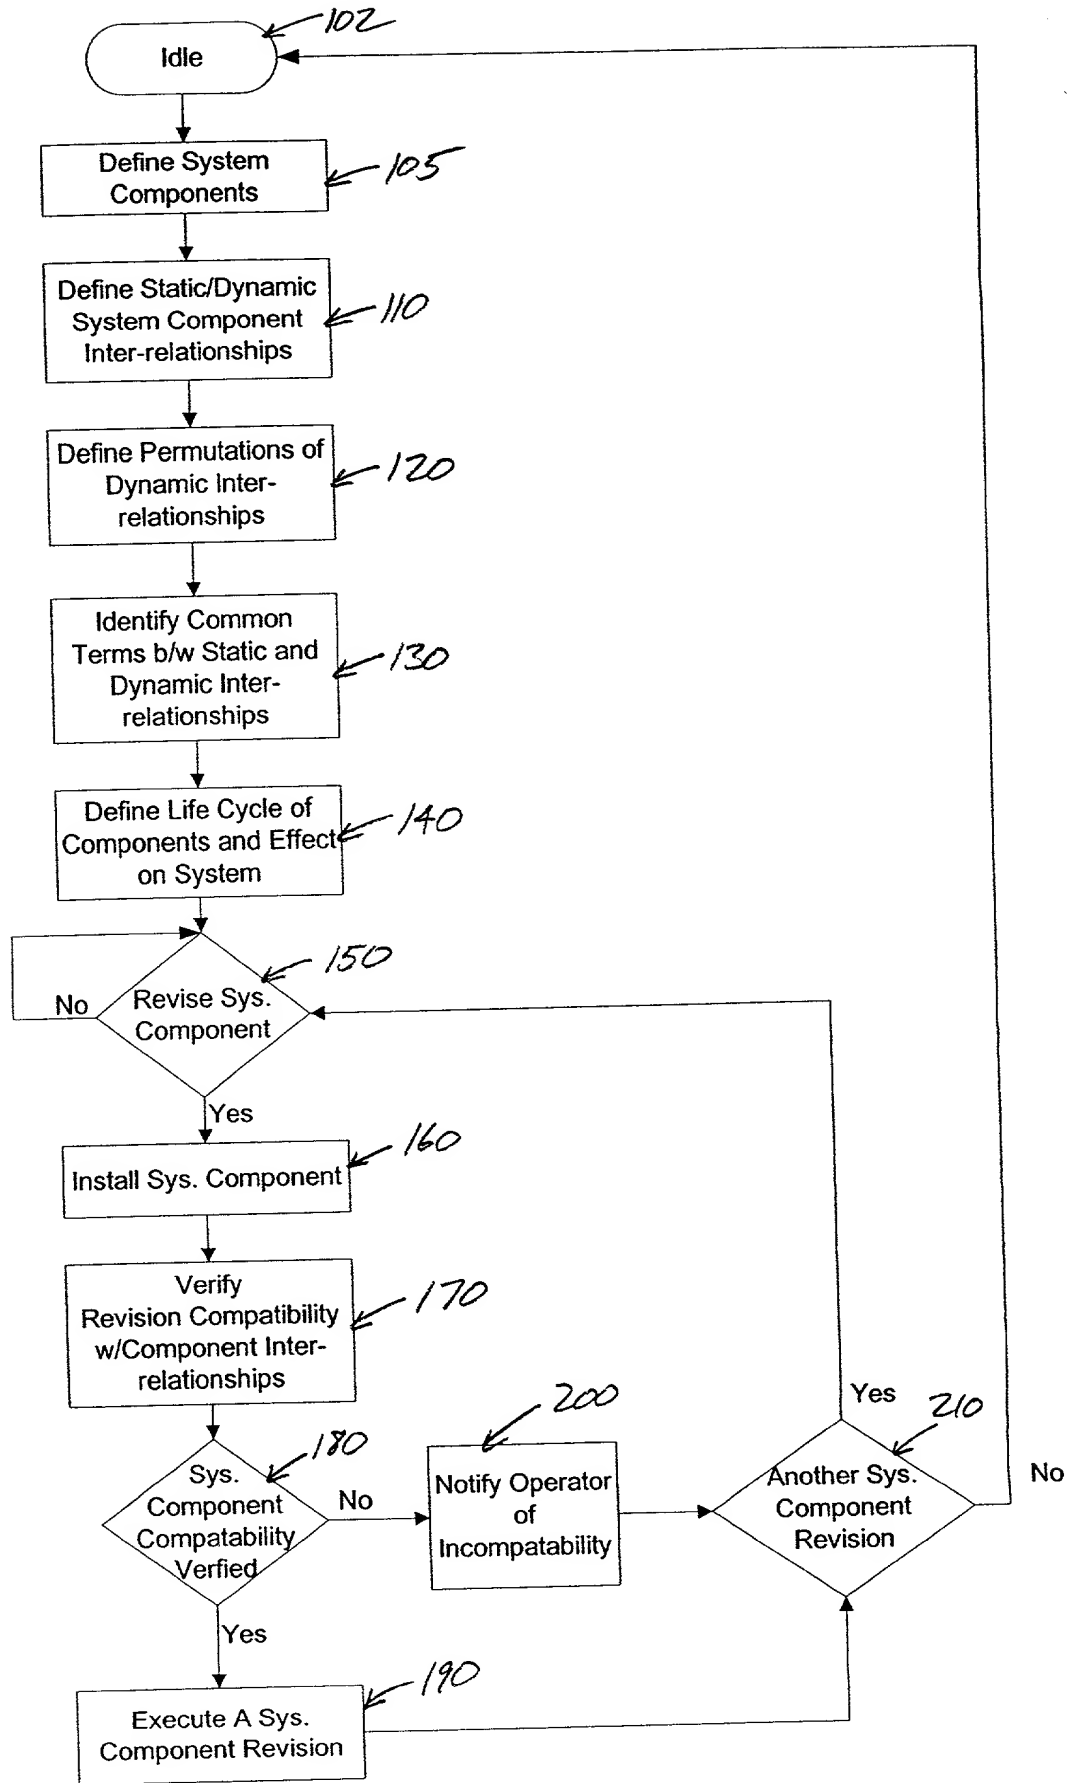 102
Idle
Define System
Components
105
Define Static/Dynamic
System Component
Inter-relationships
110
Define Permutations of
Dynamic Inter-
relationships
120
Identify Common
Terms b/w Static and
Dynamic Inter-
relationships
130
Define Life Cycle of
Components and Effect
on System
140
150
Revise Sys.
Component
No
Yes
160
Install Sys. Component
Verify
Revision Compatibility
w/Component Inter-
relationships
170
180
Sys.
Component
Compatability
Verfied
No
Yes
200
Notify Operator
of
Incompatability
Yes
210
Another Sys.
Component
Revision
No
190
Execute A Sys.
Component Revision